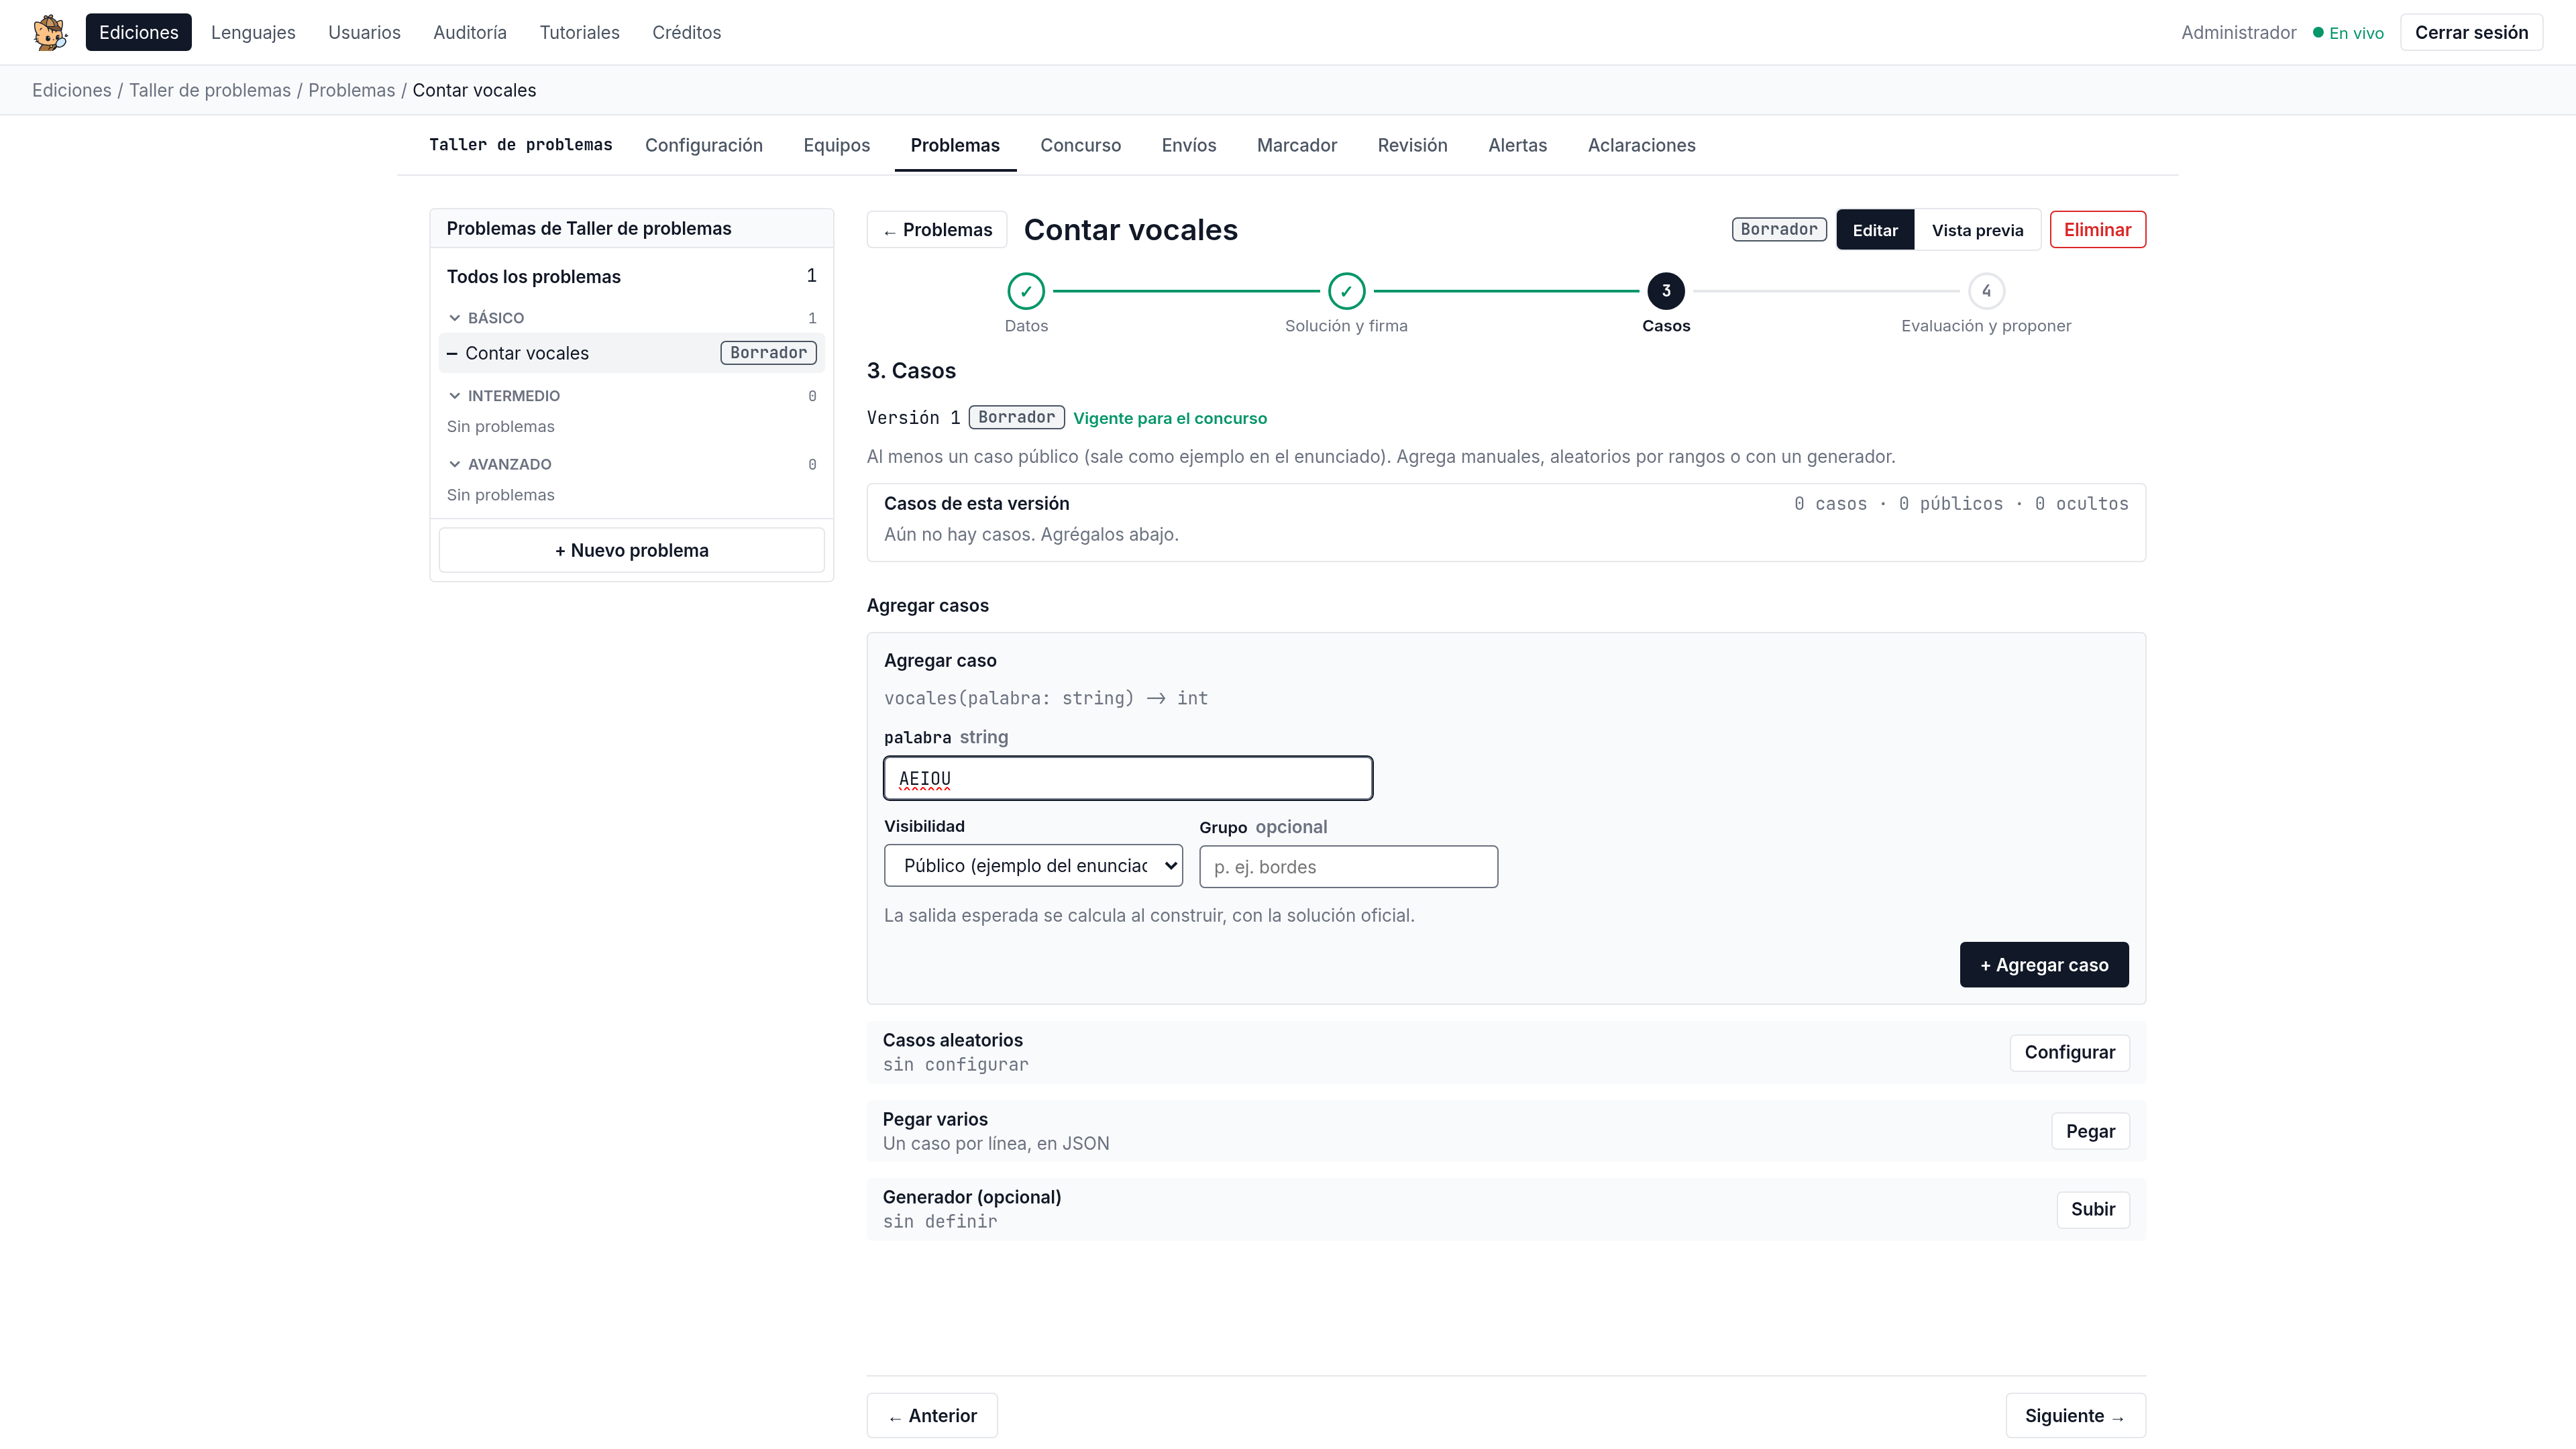 Ediciones Lenguajes Usuarios Auditoría Tutoriales Créditos Administrador En vivo Cerrar sesión
Ediciones / Taller de problemas / Problemas / Contar vocales
Taller de problemas Configuración Equipos Problemas Concurso Envíos Marcador Revisión Alertas Aclaraciones
Problemas de Taller de problemas
Todos los problemas 1
BÁSICO 1
– Contar vocales Borrador
INTERMEDIO 0
Sin problemas
AVANZADO 0
Sin problemas
+ Nuevo problema
← Problemas Contar vocales Borrador Editar Vista previa Eliminar
✓ ✓ 3 4
Datos Solución y firma Casos Evaluación y proponer
3. Casos
Versión 1 Borrador Vigente para el concurso
Al menos un caso público (sale como ejemplo en el enunciado). Agrega manuales, aleatorios por rangos o con un generador.
Casos de esta versión 0 casos · 0 públicos · 0 ocultos
Aún no hay casos. Agrégalos abajo.
Agregar casos
Agregar caso
vocales(palabra: string) → int
palabra string
AEIOU
Visibilidad Grupo opcional
Público (ejemplo del enunciac p. ej. bordes
La salida esperada se calcula al construir, con la solución oficial.
+ Agregar caso
Casos aleatorios
sin configurar
Configurar
Pegar varios
Un caso por línea, en JSON
Pegar
Generador (opcional)
sin definir
Subir
← Anterior Siguiente →